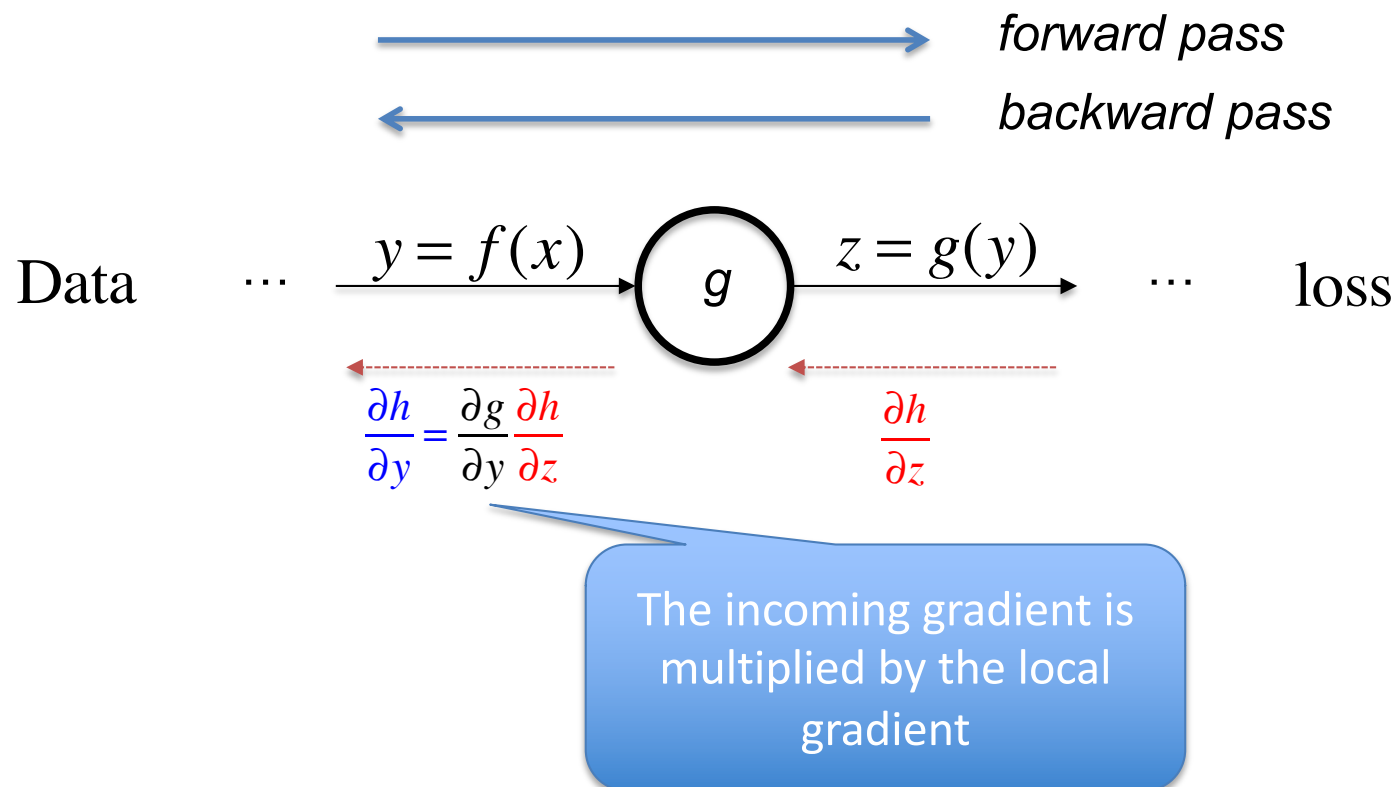 forward pass
backward pass
Data ··· y = f(x) g z = g(y) ··· loss
∂h/∂y = ∂g/∂y ∂h/∂z
∂h/∂z
The incoming gradient is
multiplied by the local
gradient